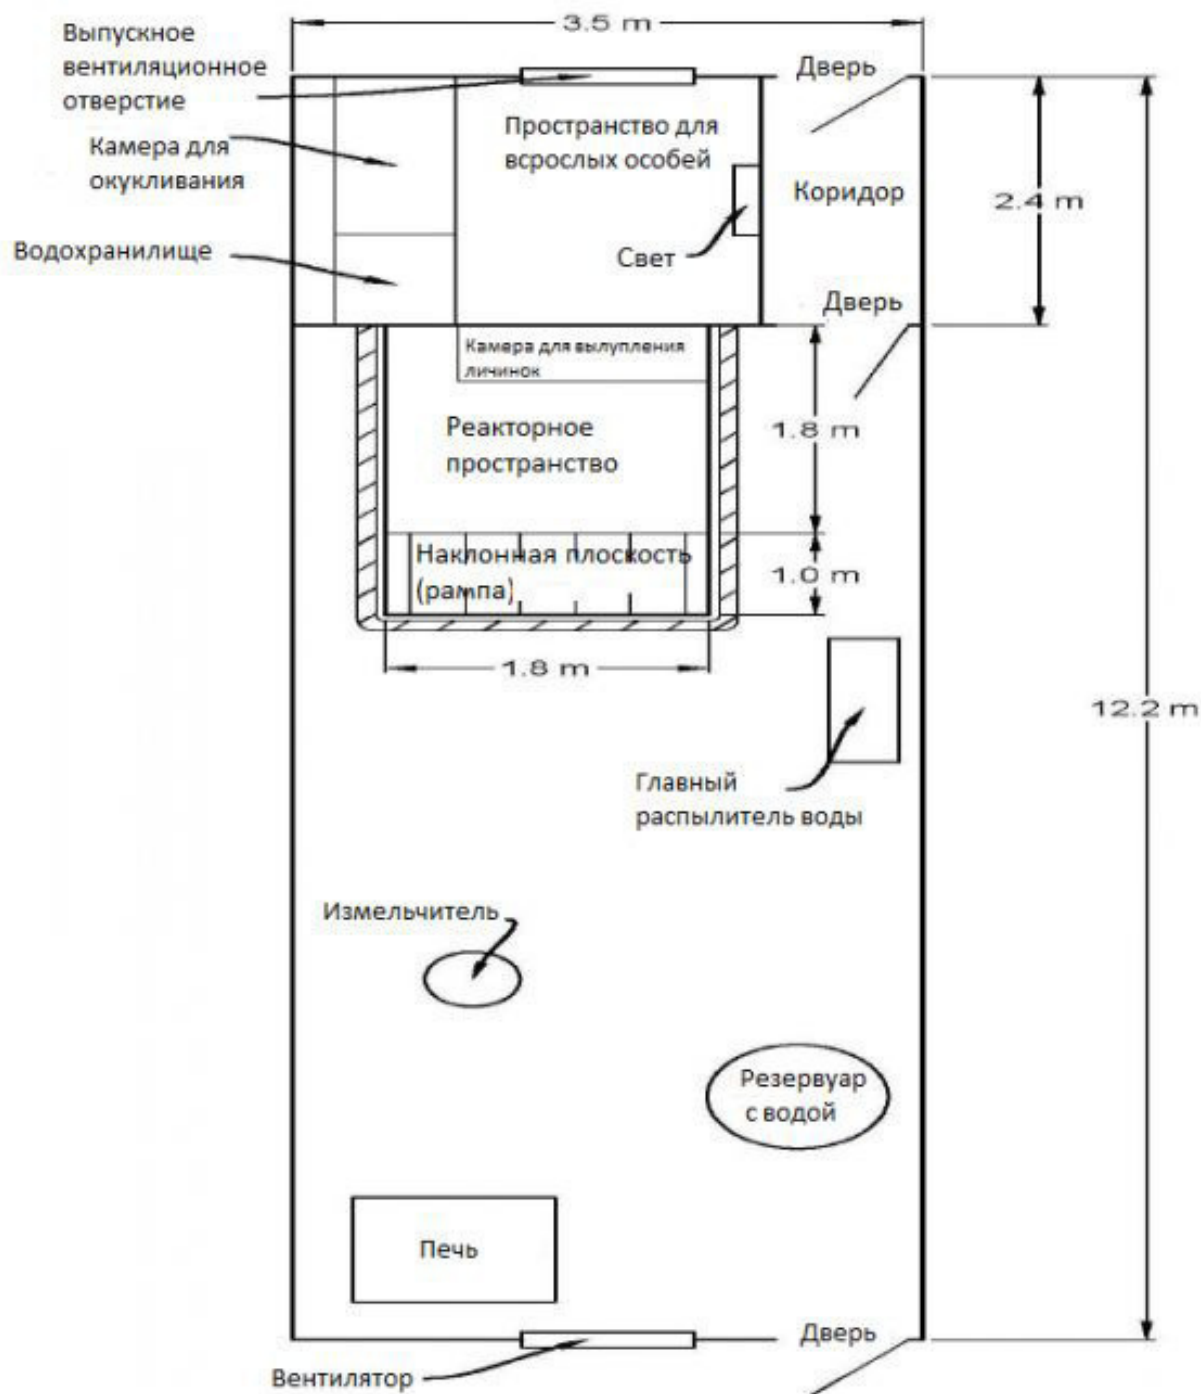 3.5 m
Выпускное
вентиляционное
отверстие
Дверь
Пространство для
всрослых особей
Камера для
окукливания
Коридор
2.4 m
Водохранилище
Свет
Дверь
Камера для вылупления
личинок
Реакторное
пространство
1.8 m
Наклонная плоскость
(рампа)
1.0 m
1.8 m
12.2 m
Главный
распылитель воды
Измельчитель
Резервуар
с водой
Печь
Дверь
Вентилятор